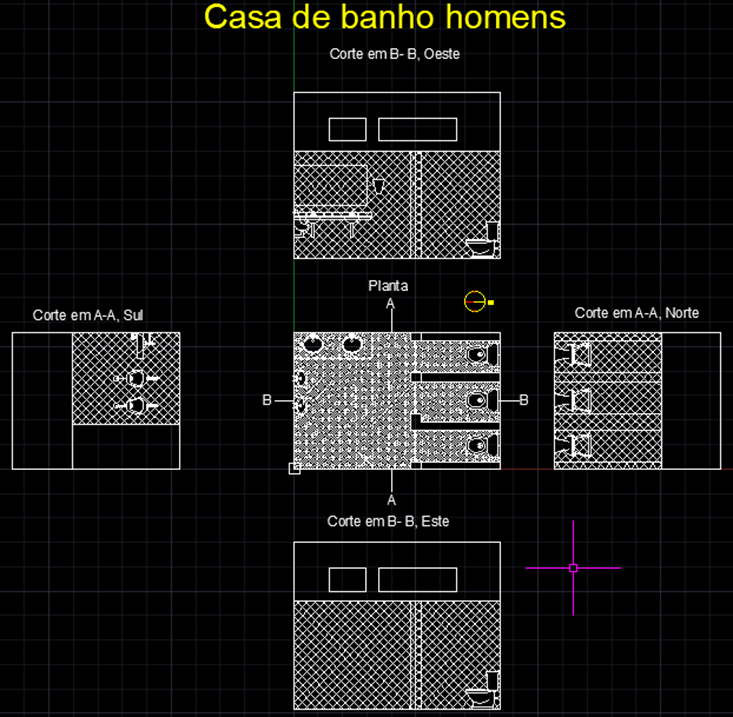 Casa de banho homens
Corte em B- B, Oeste
Planta
A
Corte em A-A, Sul
Corte em A-A, Norte
B
B
A
Corte em B- B, Este